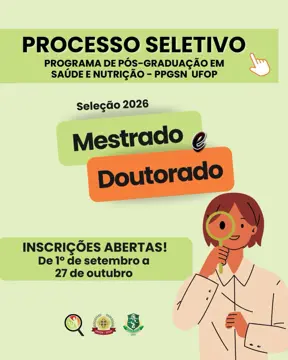 PROCESSO SELETIVO
PROGRAMA DE PÓS-GRADUAÇÃO EM
SAÚDE E NUTRIÇÃO - PPGSN UFOP
Seleção 2026
Mestrado e
Doutorado
INSCRIÇÕES ABERTAS!
De 1º de setembro a
27 de outubro